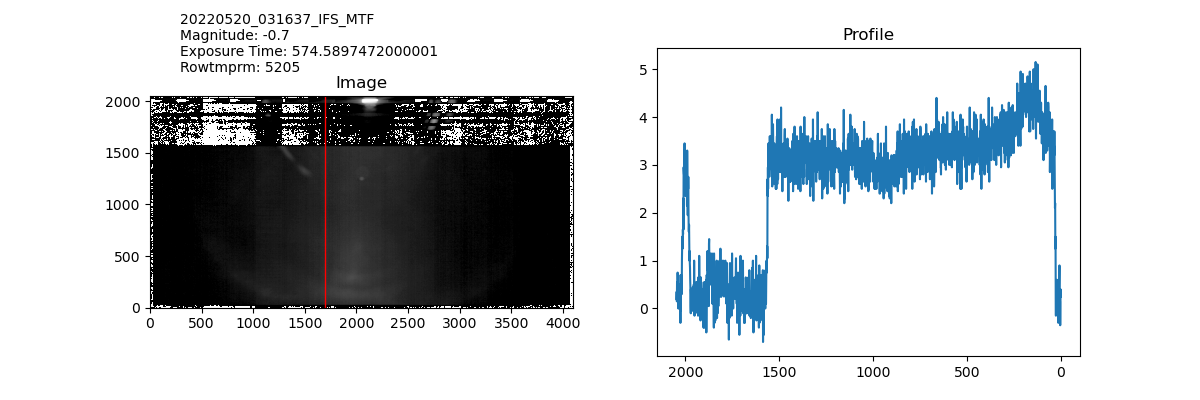 20220520_031637_IFS_MTF
Magnitude: -0.7
Exposure Time: 574.5897472000001
Rowtmprm: 5205
Image
2000
1500
1000
500
0
0 500 1000 1500 2000 2500 3000 3500 4000
Profile
5
4
3
2
1
0
2000 1500 1000 500 0